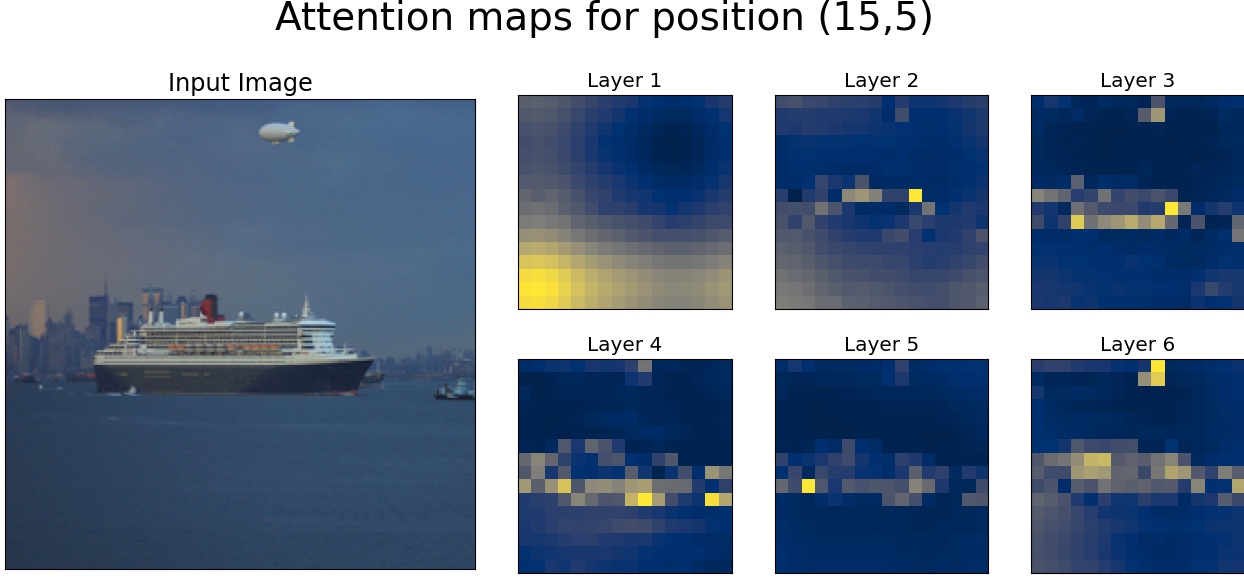 Attention maps for position (15,5)
Input Image
Layer 1
Layer 2
Layer 3
Layer 4
Layer 5
Layer 6